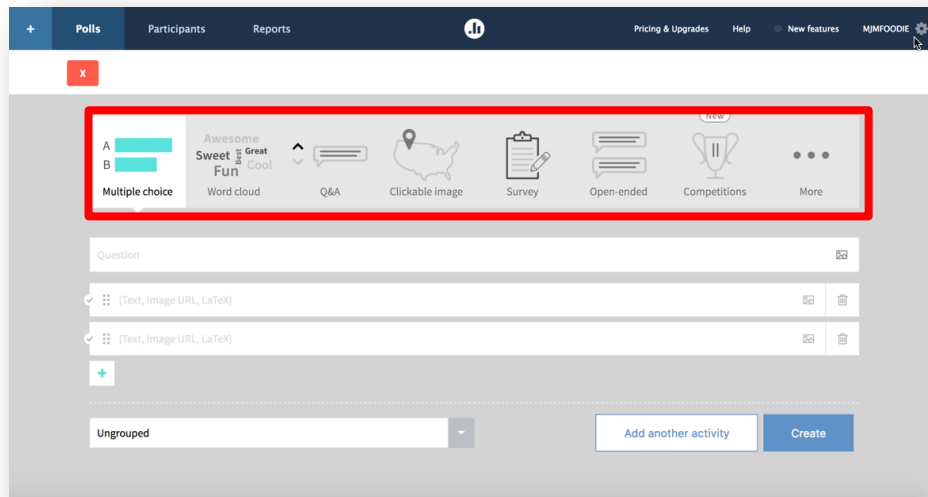 + Polls Participants Reports Pricing & Upgrades Help New features MJMFOODIE
X
New
A
B
Awesome
Sweet Best Great
Fun Cool
Multiple choice Word cloud Q&A Clickable image Survey Open-ended Competitions More
Question
(Text, Image URL, LaTeX)
(Text, Image URL, LaTeX)
+
Ungrouped Add another activity Create